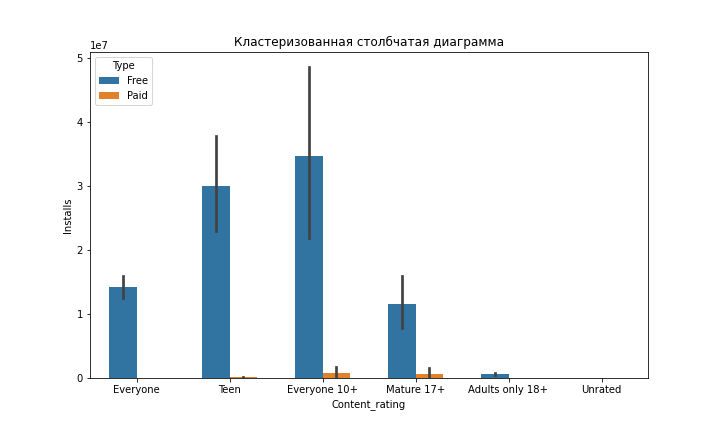 Кластеризованная столбчатая диаграмма
1e7
Type
Free
Paid
5
4
3
2
1
0
Installs
Everyone
Teen
Everyone 10+
Mature 17+
Adults only 18+
Unrated
Content_rating